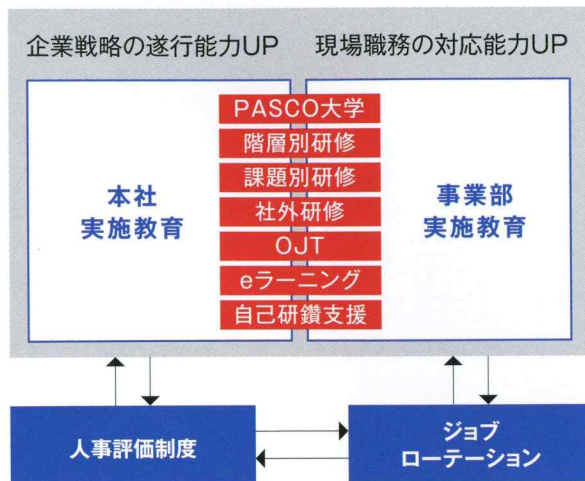 企業戦略の遂行能力UP
現場職務の対応能力UP
本社
実施教育
PASCO大学
階層別研修
課題別研修
社外研修
OJT
eラーニング
自己研鑽支援
事業部
実施教育
人事評価制度
ジョブ
ローテーション